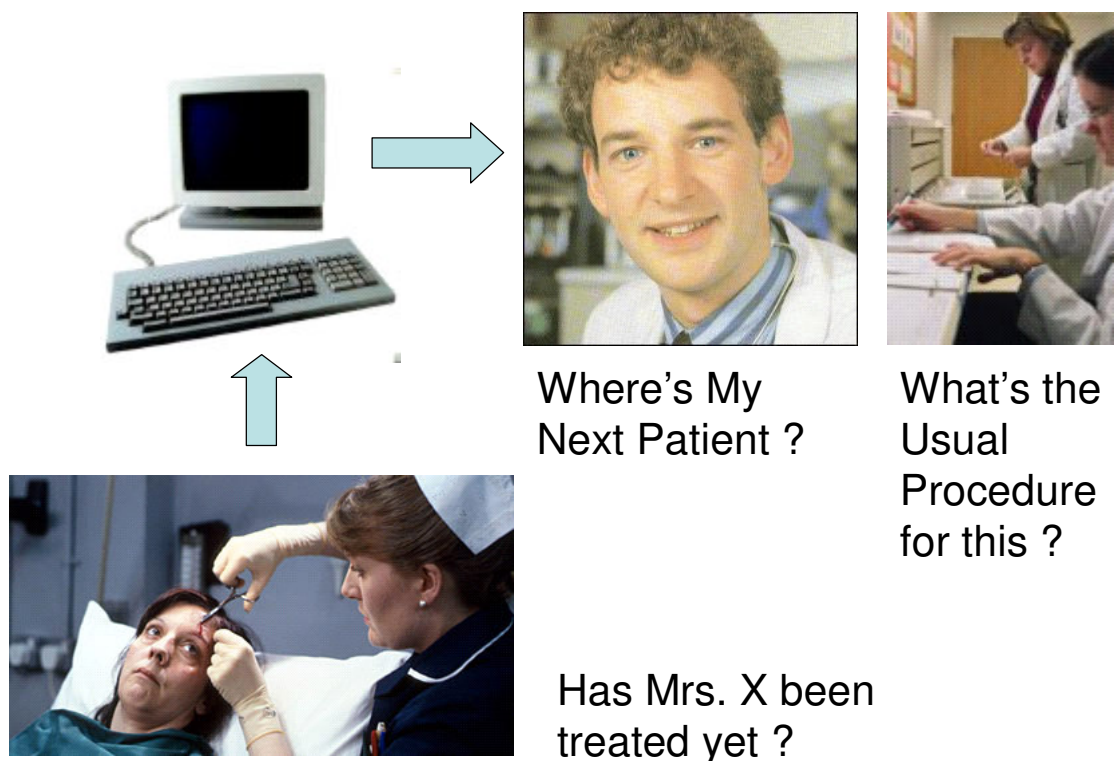 Where's My
Next Patient ?
What's the
Usual
Procedure
for this ?
Has Mrs. X been
treated yet ?